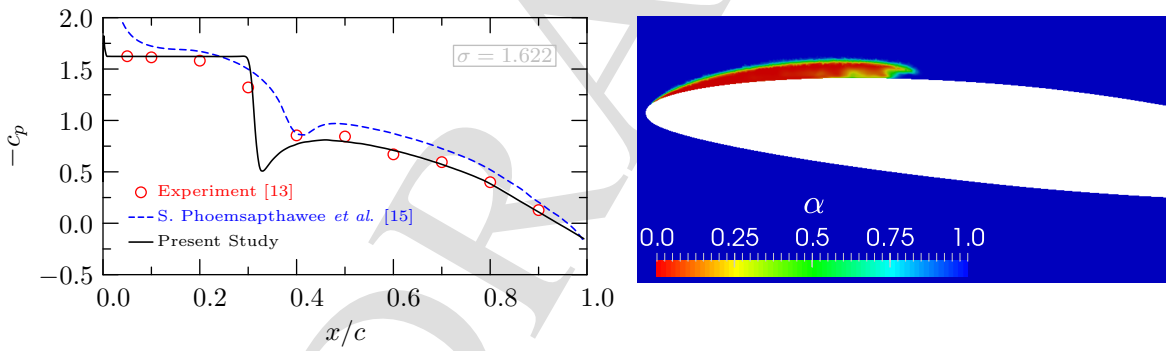 2.0
1.5
1.0
0.5
0.0
−0.5
−c_p
σ = 1.622
Experiment [13]
S. Phoemsapthawee et al. [15]
Present Study
0.0 0.2 0.4 0.6 0.8 1.0
x/c
α
0.0 0.25 0.5 0.75 1.0